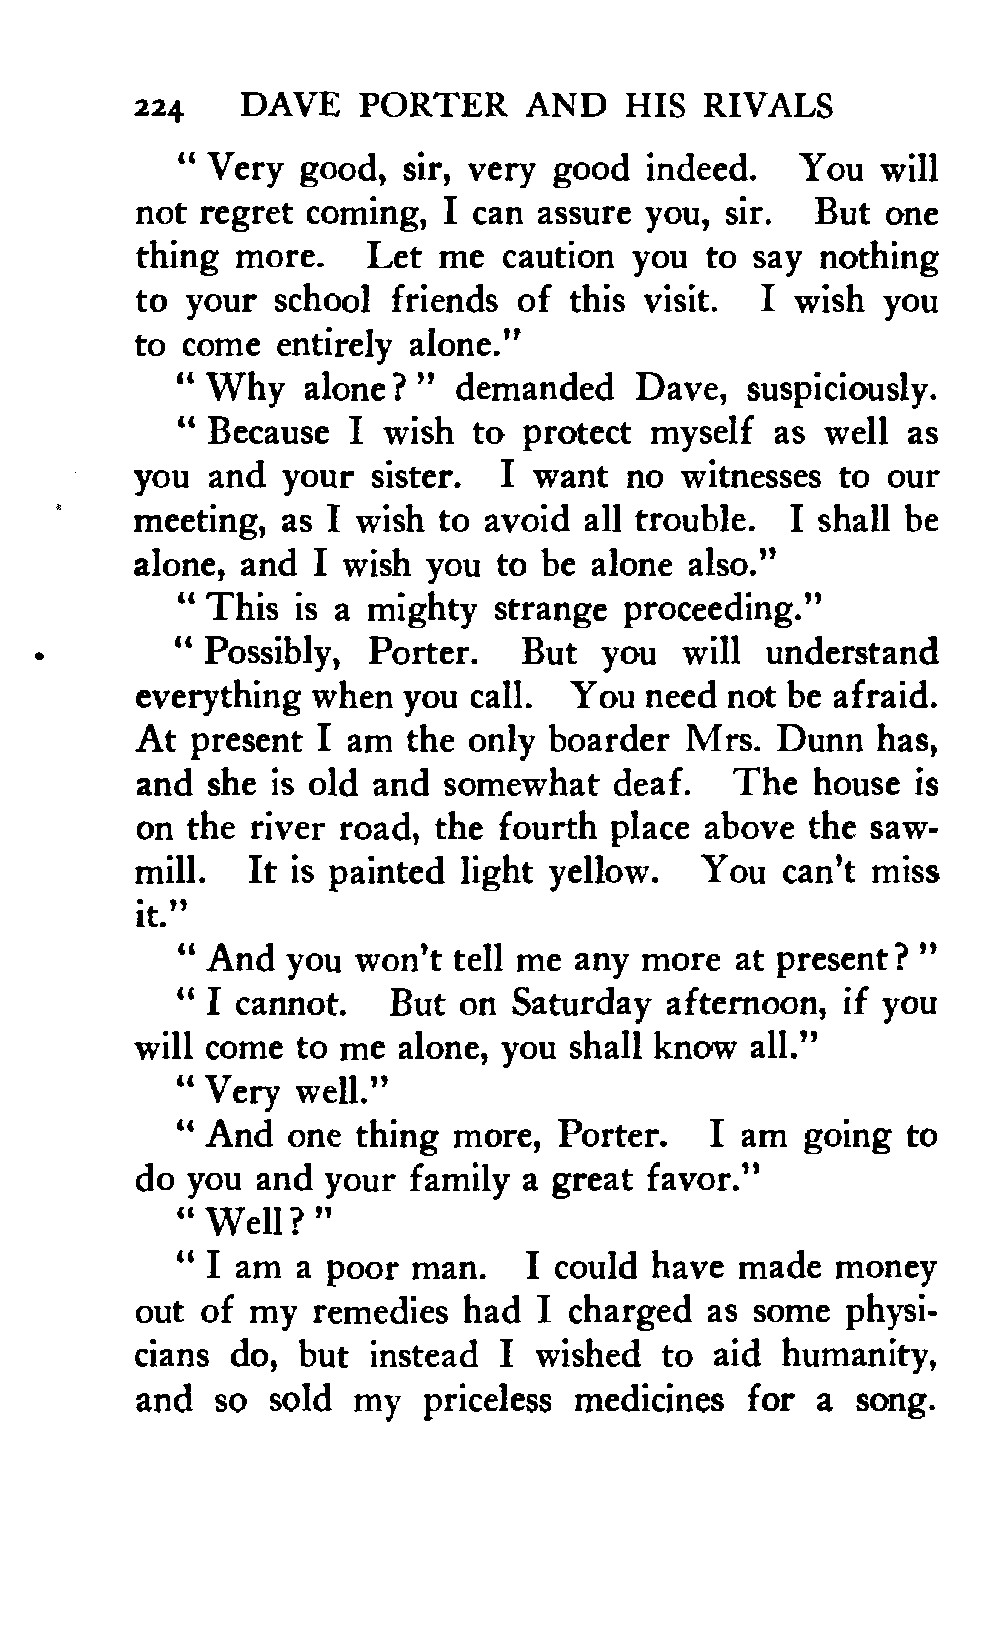 224 DAVE PORTER AND HIS RIVALS
" Very good, sir, very good indeed. You will
not regret coming, I can assure you, sir. But one
thing more. Let me caution you to say nothing
to your school friends of this visit. I wish you
to come entirely alone."
" Why alone? " demanded Dave, suspiciously.
" Because I wish to protect myself as well as
you and your sister. I want no witnesses to our
meeting, as I wish to avoid all trouble. I shall be
alone, and I wish you to be alone also."
" This is a mighty strange proceeding."
" Possibly, Porter. But you will understand
everything when you call. You need not be afraid.
At present I am the only boarder Mrs. Dunn has,
and she is old and somewhat deaf. The house is
on the river road, the fourth place above the saw-
mill. It is painted light yellow. You can't miss
it."
" And you won't tell me any more at present? "
" I cannot. But on Saturday afternoon, if you
will come to me alone, you shall know all."
" Very well."
" And one thing more, Porter. I am going to
do you and your family a great favor."
" Well? "
" I am a poor man. I could have made money
out of my remedies had I charged as some physi-
cians do, but instead I wished to aid humanity,
and so sold my priceless medicines for a song.